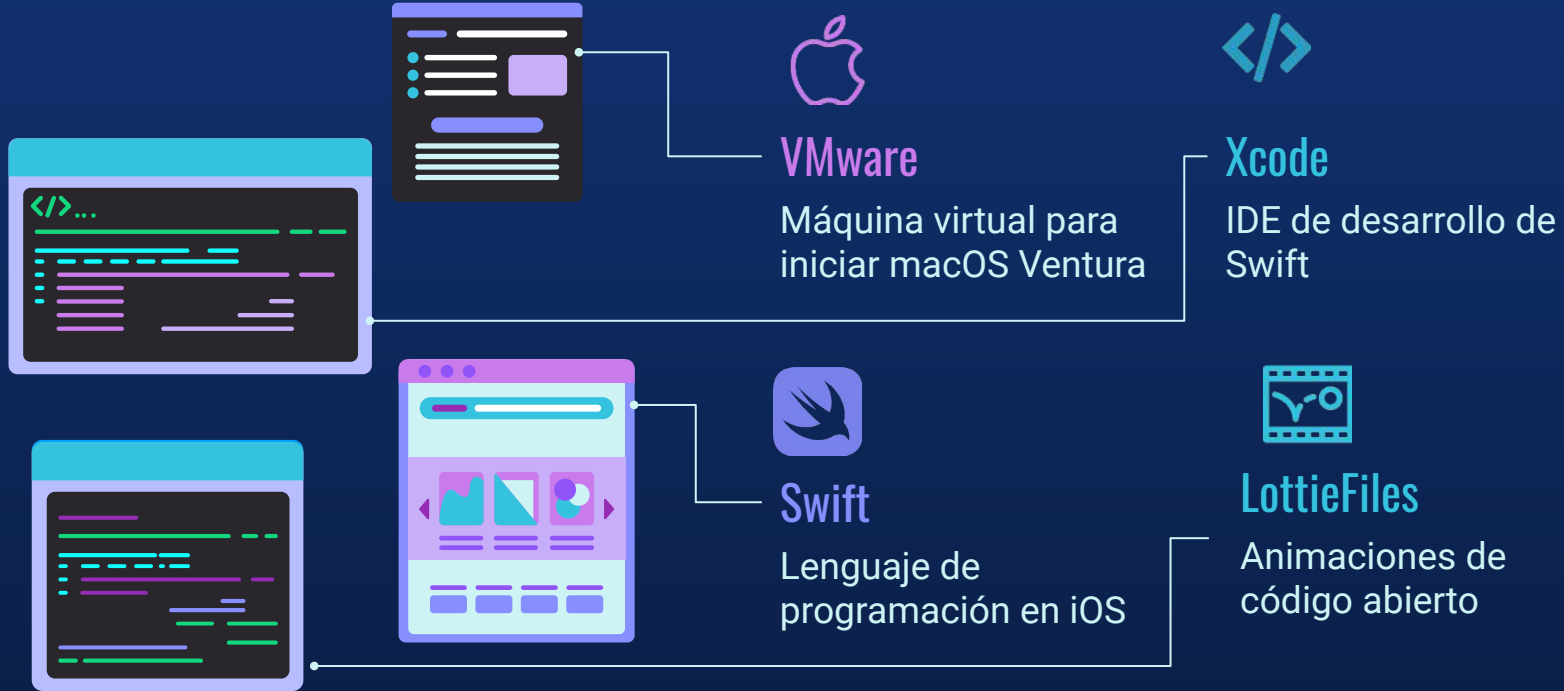 VMware
Máquina virtual para
iniciar macOS Ventura
Xcode
IDE de desarrollo de
Swift
</>...
Swift
Lenguaje de
programación en iOS
LottieFiles
Animaciones de
código abierto